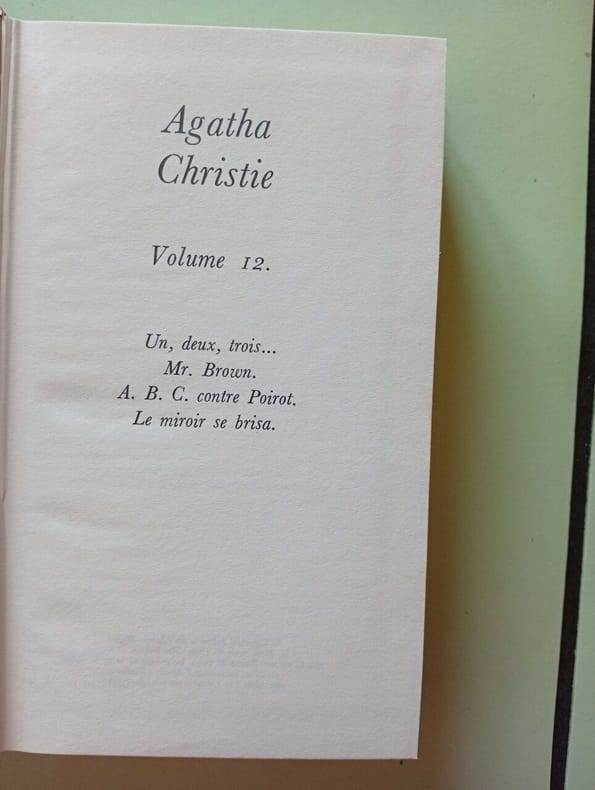 Agatha
Christie
Volume 12.
Un, deux, trois...
Mr. Brown.
A. B. C. contre Poirot.
Le miroir se brisa.